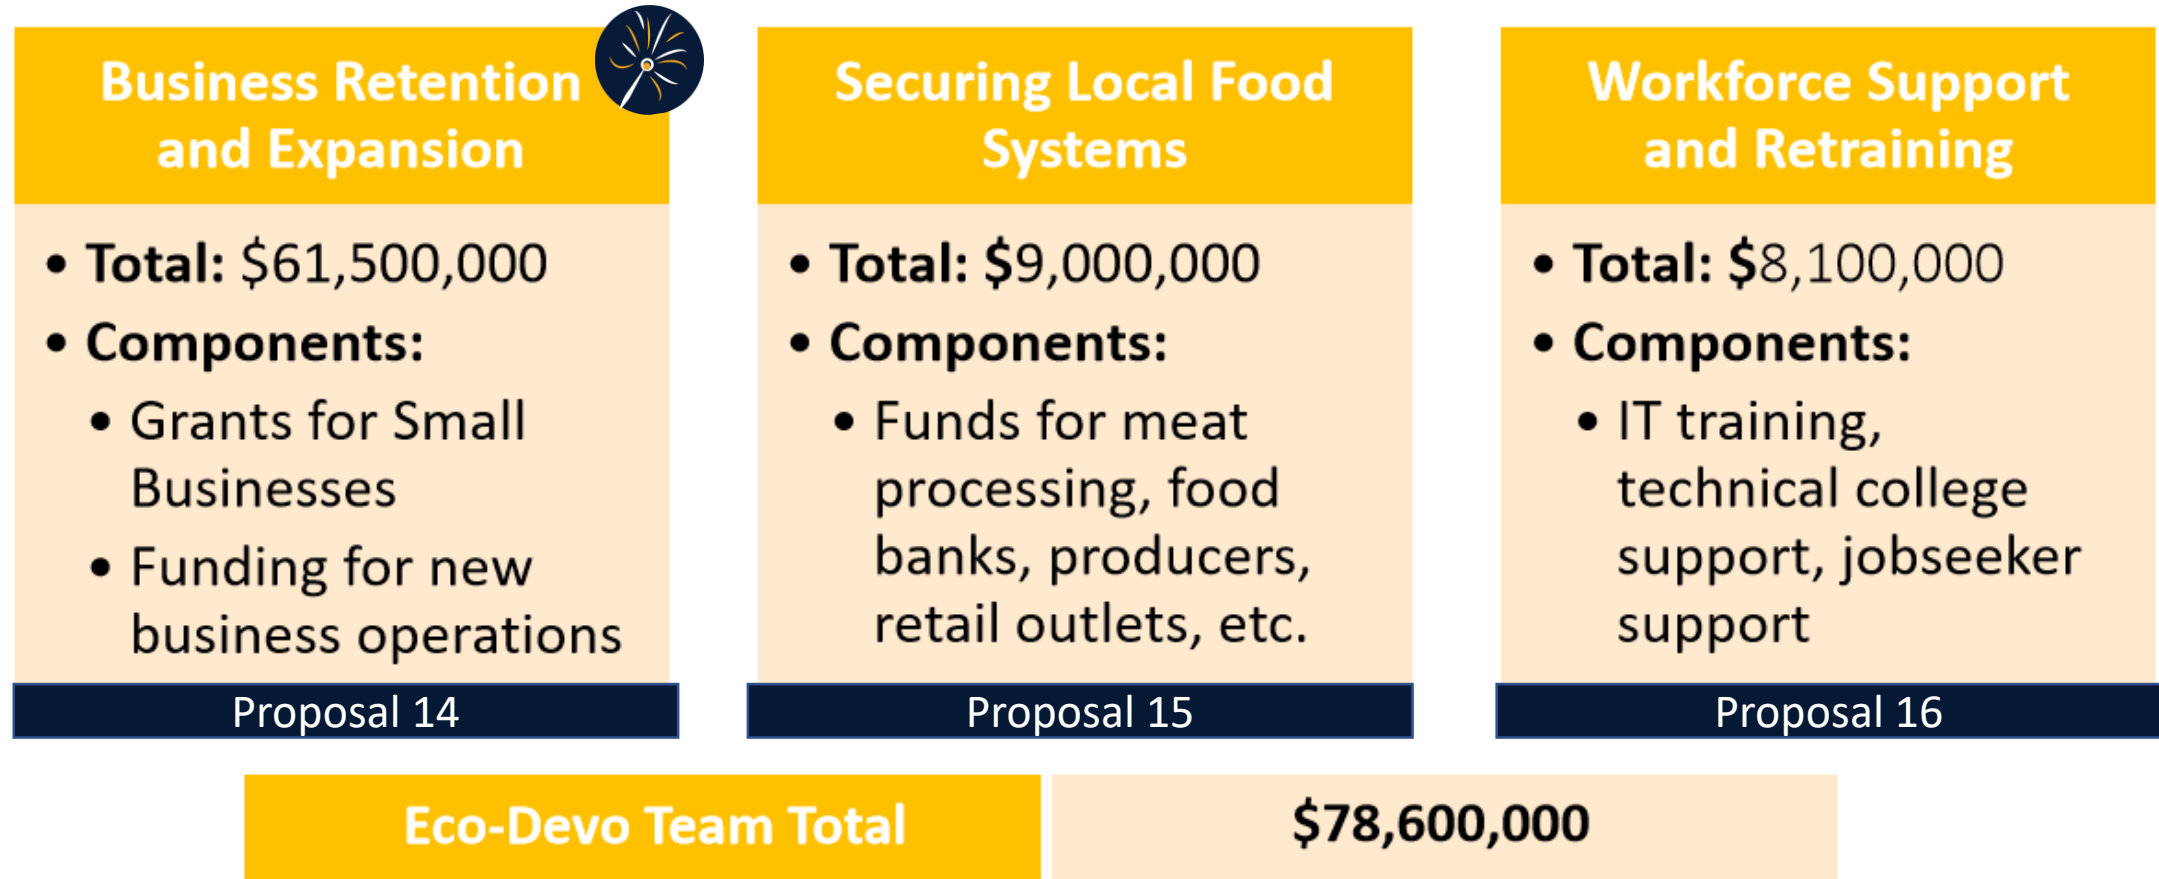 Business Retention
and Expansion
• Total: $61,500,000
• Components:
• Grants for Small
Businesses
• Funding for new
business operations
Proposal 14
Securing Local Food
Systems
• Total: $9,000,000
• Components:
• Funds for meat
processing, food
banks, producers,
retail outlets, etc.
Proposal 15
Workforce Support
and Retraining
• Total: $8,100,000
• Components:
• IT training,
technical college
support, jobseeker
support
Proposal 16
Eco-Devo Team Total
$78,600,000